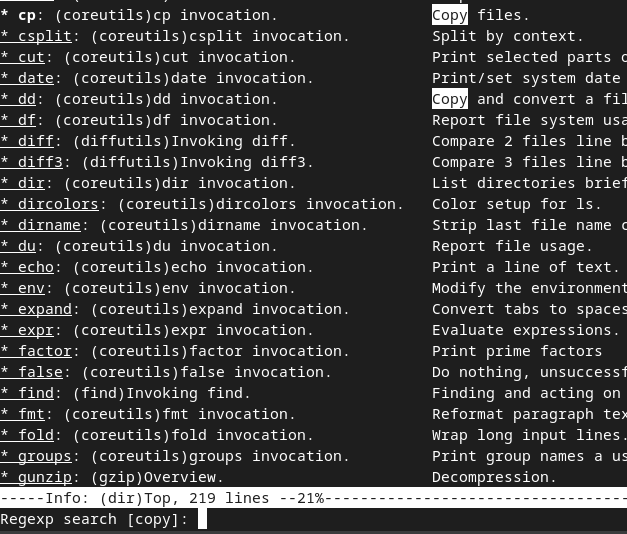 * cp: (coreutils)cp invocation.               Copy files.
* csplit: (coreutils)csplit invocation.         Split by context.
* cut: (coreutils)cut invocation.               Print selected parts o
* date: (coreutils)date invocation.             Print/set system date
* dd: (coreutils)dd invocation.                 Copy and convert a fil
* df: (coreutils)df invocation.                 Report file system usa
* diff: (diffutils)Invoking diff.               Compare 2 files line b
* diff3: (diffutils)Invoking diff3.             Compare 3 files line b
* dir: (coreutils)dir invocation.               List directories brief
* dircolors: (coreutils)dircolors invocation.   Color setup for ls.
* dirname: (coreutils)dirname invocation.       Strip last file name c
* du: (coreutils)du invocation.                 Report file usage.
* echo: (coreutils)echo invocation.             Print a line of text.
* env: (coreutils)env invocation.               Modify the environment
* expand: (coreutils)expand invocation.         Convert tabs to spaces
* expr: (coreutils)expr invocation.             Evaluate expressions.
* factor: (coreutils)factor invocation.         Print prime factors
* false: (coreutils)false invocation.           Do nothing, unsuccessf
* find: (find)Invoking find.                    Finding and acting on
* fmt: (coreutils)fmt invocation.               Reformat paragraph tex
* fold: (coreutils)fold invocation.             Wrap long input lines.
* groups: (coreutils)groups invocation.         Print group names a us
* gunzip: (gzip)Overview.                       Decompression.
-----Info: (dir)Top, 219 lines --21%----------------------------------
Regexp search [copy]: